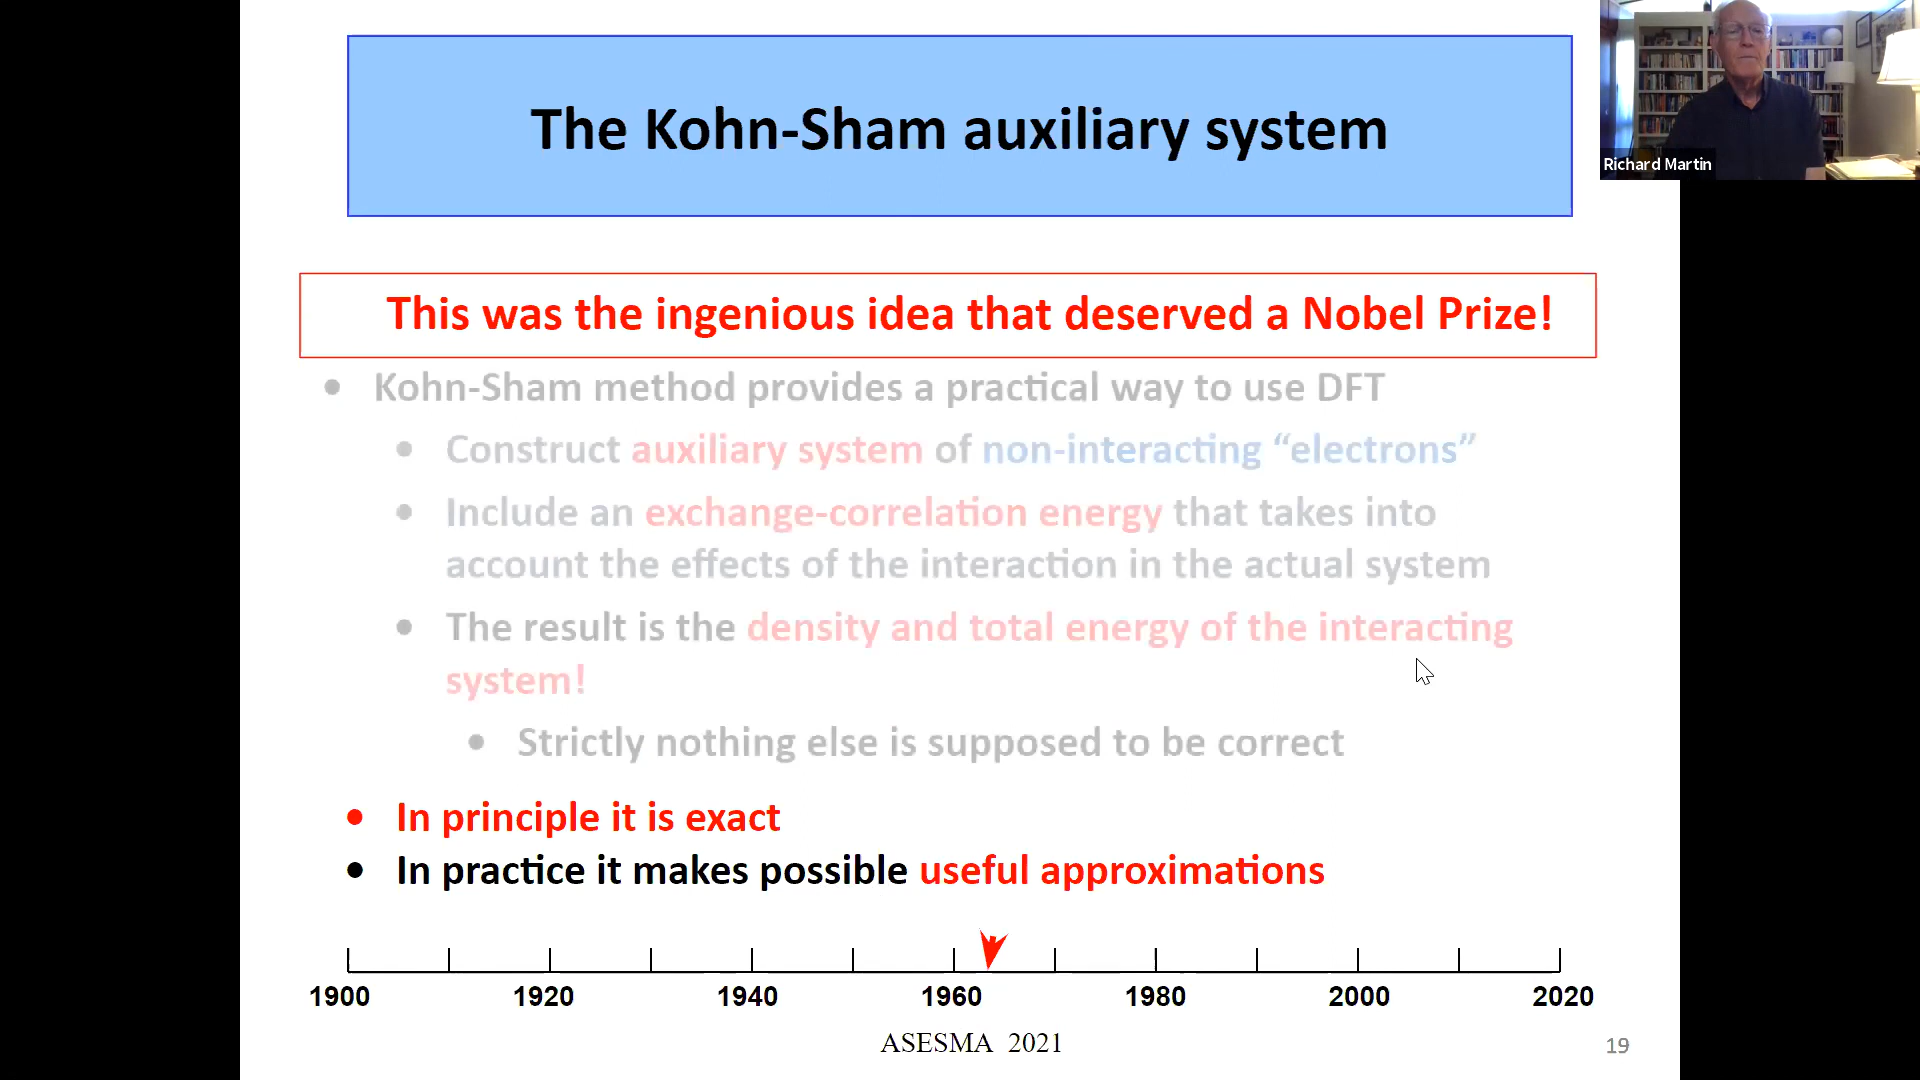 The Kohn-Sham auxiliary system
Richard Martin
This was the ingenious idea that deserved a Nobel Prize!
• Kohn-Sham method provides a practical way to use DFT
• Construct auxiliary system of non-interacting “electrons”
• Include an exchange-correlation energy that takes into
account the effects of the interaction in the actual system
• The result is the density and total energy of the interacting
system!
• Strictly nothing else is supposed to be correct
• In principle it is exact
• In practice it makes possible useful approximations
1900 1920 1940 1960 1980 2000 2020
ASESMA 2021
19